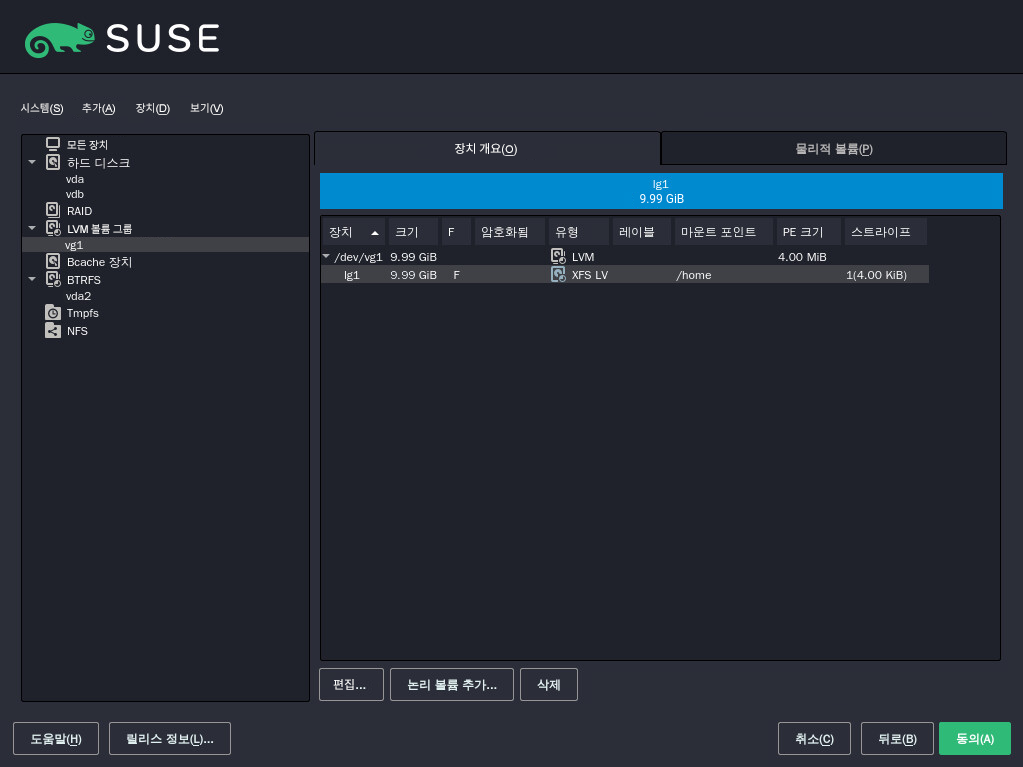 SUSE
시스템(S) 추가(A) 장치(D) 보기(V)
모든 장치
하드 디스크
vda
vdb
RAID
LVM 볼륨 그룹
vg1
Bcache 장치
BTRFS
vda2
Tmpfs
NFS
장치 개요(O) 물리적 볼륨(P)
lg1
9.99 GiB
장치 크기 F 암호화됨 유형 레이블 마운트 포인트 PE 크기 스트라이프
/dev/vg1 9.99 GiB LVM 4.00 MiB
lg1 9.99 GiB F XFS LV /home 1(4.00 KiB)
편집... 논리 볼륨 추가... 삭제
도움말(H) 릴리스 정보(L)... 취소(C) 뒤로(B) 동의(A)